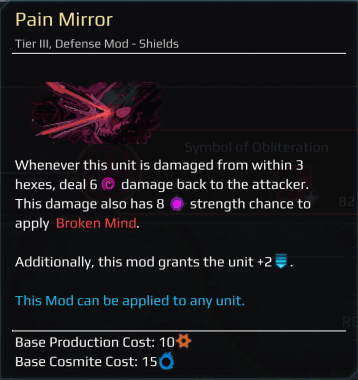 Pain Mirror
Tier III, Defense Mod - Shields
Symbol of Obliteration
Whenever this unit is damaged from within 3
hexes, deal 6 damage back to the attacker.
This damage also has 8 strength chance to
82
apply Broken Mind.
Additionally, this mod grants the unit +2 .
This Mod can be applied to any unit.
Base Production Cost: 10
Base Cosmite Cost: 15